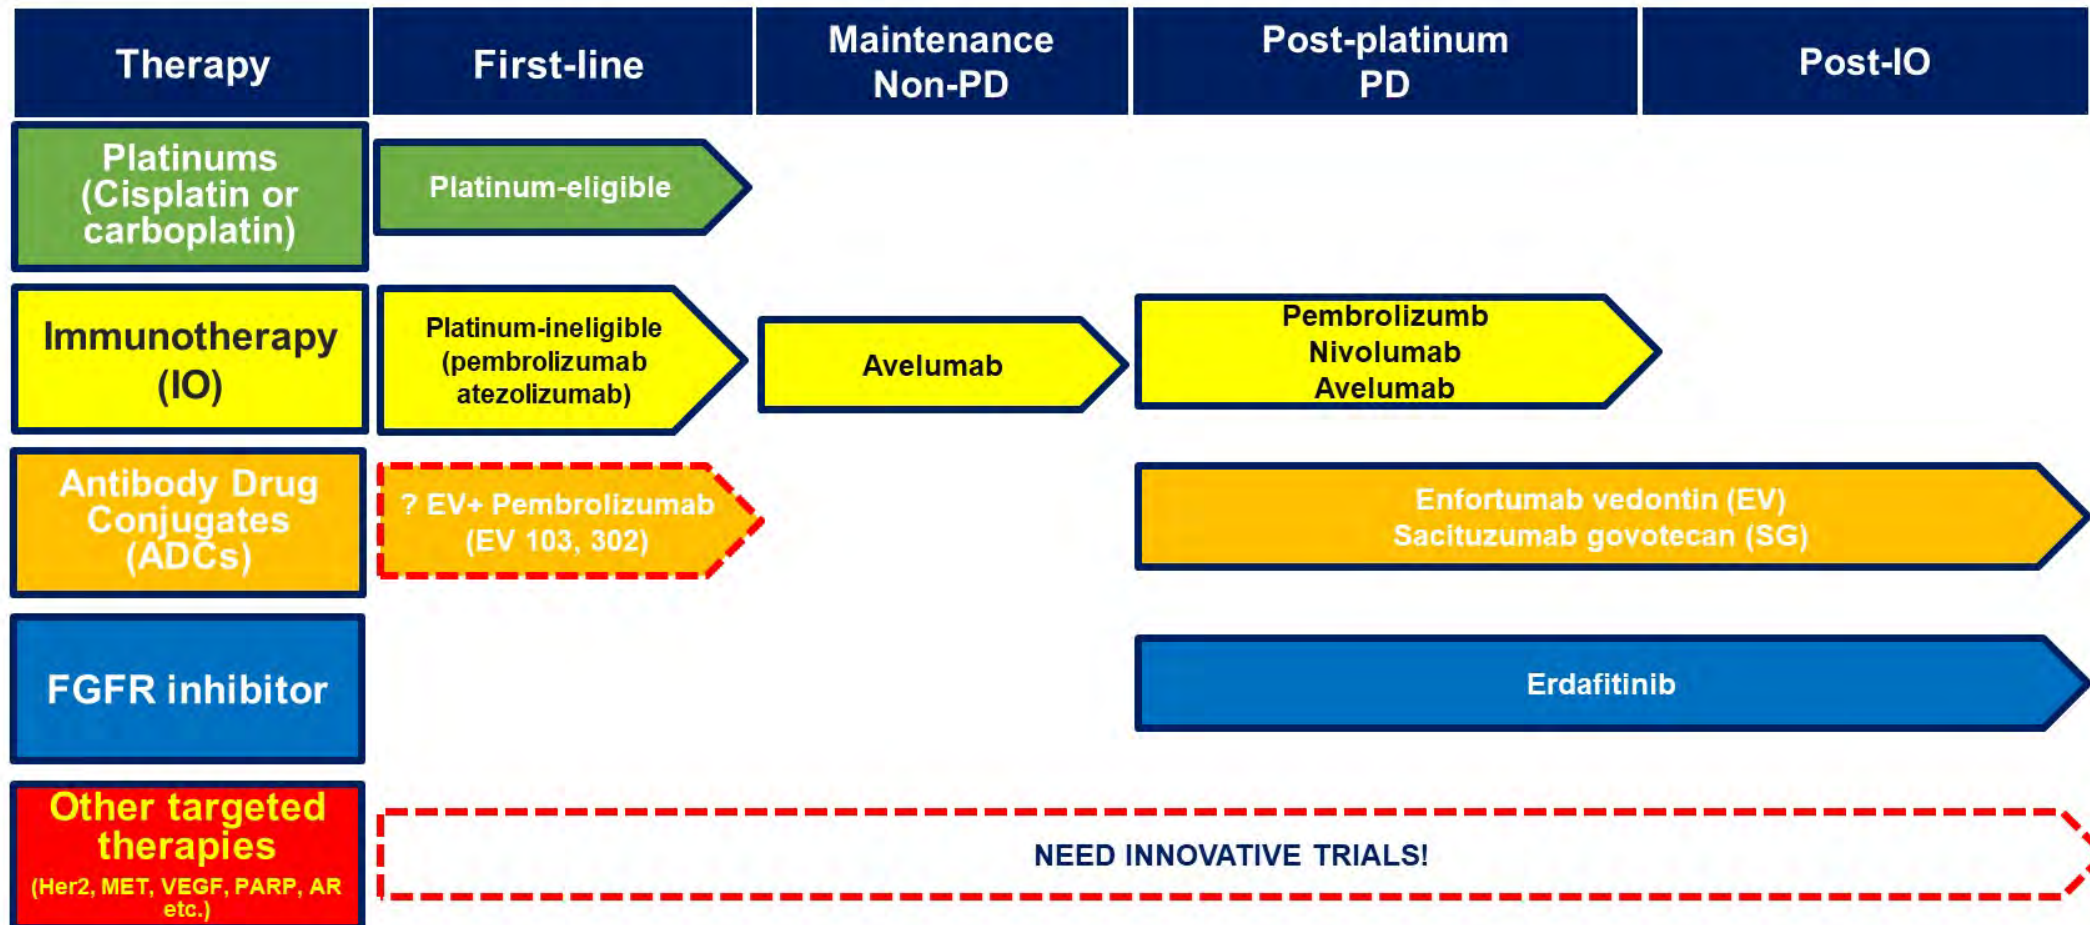 Therapy
First-line
Maintenance
Non-PD
Post-platinum
PD
Post-IO
Platinums
(Cisplatin or
carboplatin)
Platinum-eligible
Immunotherapy
(IO)
Platinum-ineligible
(pembrolizumab
atezolizumab)
Avelumab
Pembrolizumb
Nivolumab
Avelumab
Antibody Drug
Conjugates
(ADCs)
? EV+ Pembrolizumab
(EV 103, 302)
Enfortumab vedontin (EV)
Sacituzumab govotecan (SG)
FGFR inhibitor
Erdafitinib
Other targeted
therapies
(Her2, MET, VEGF, PARP, AR
etc.)
NEED INNOVATIVE TRIALS!